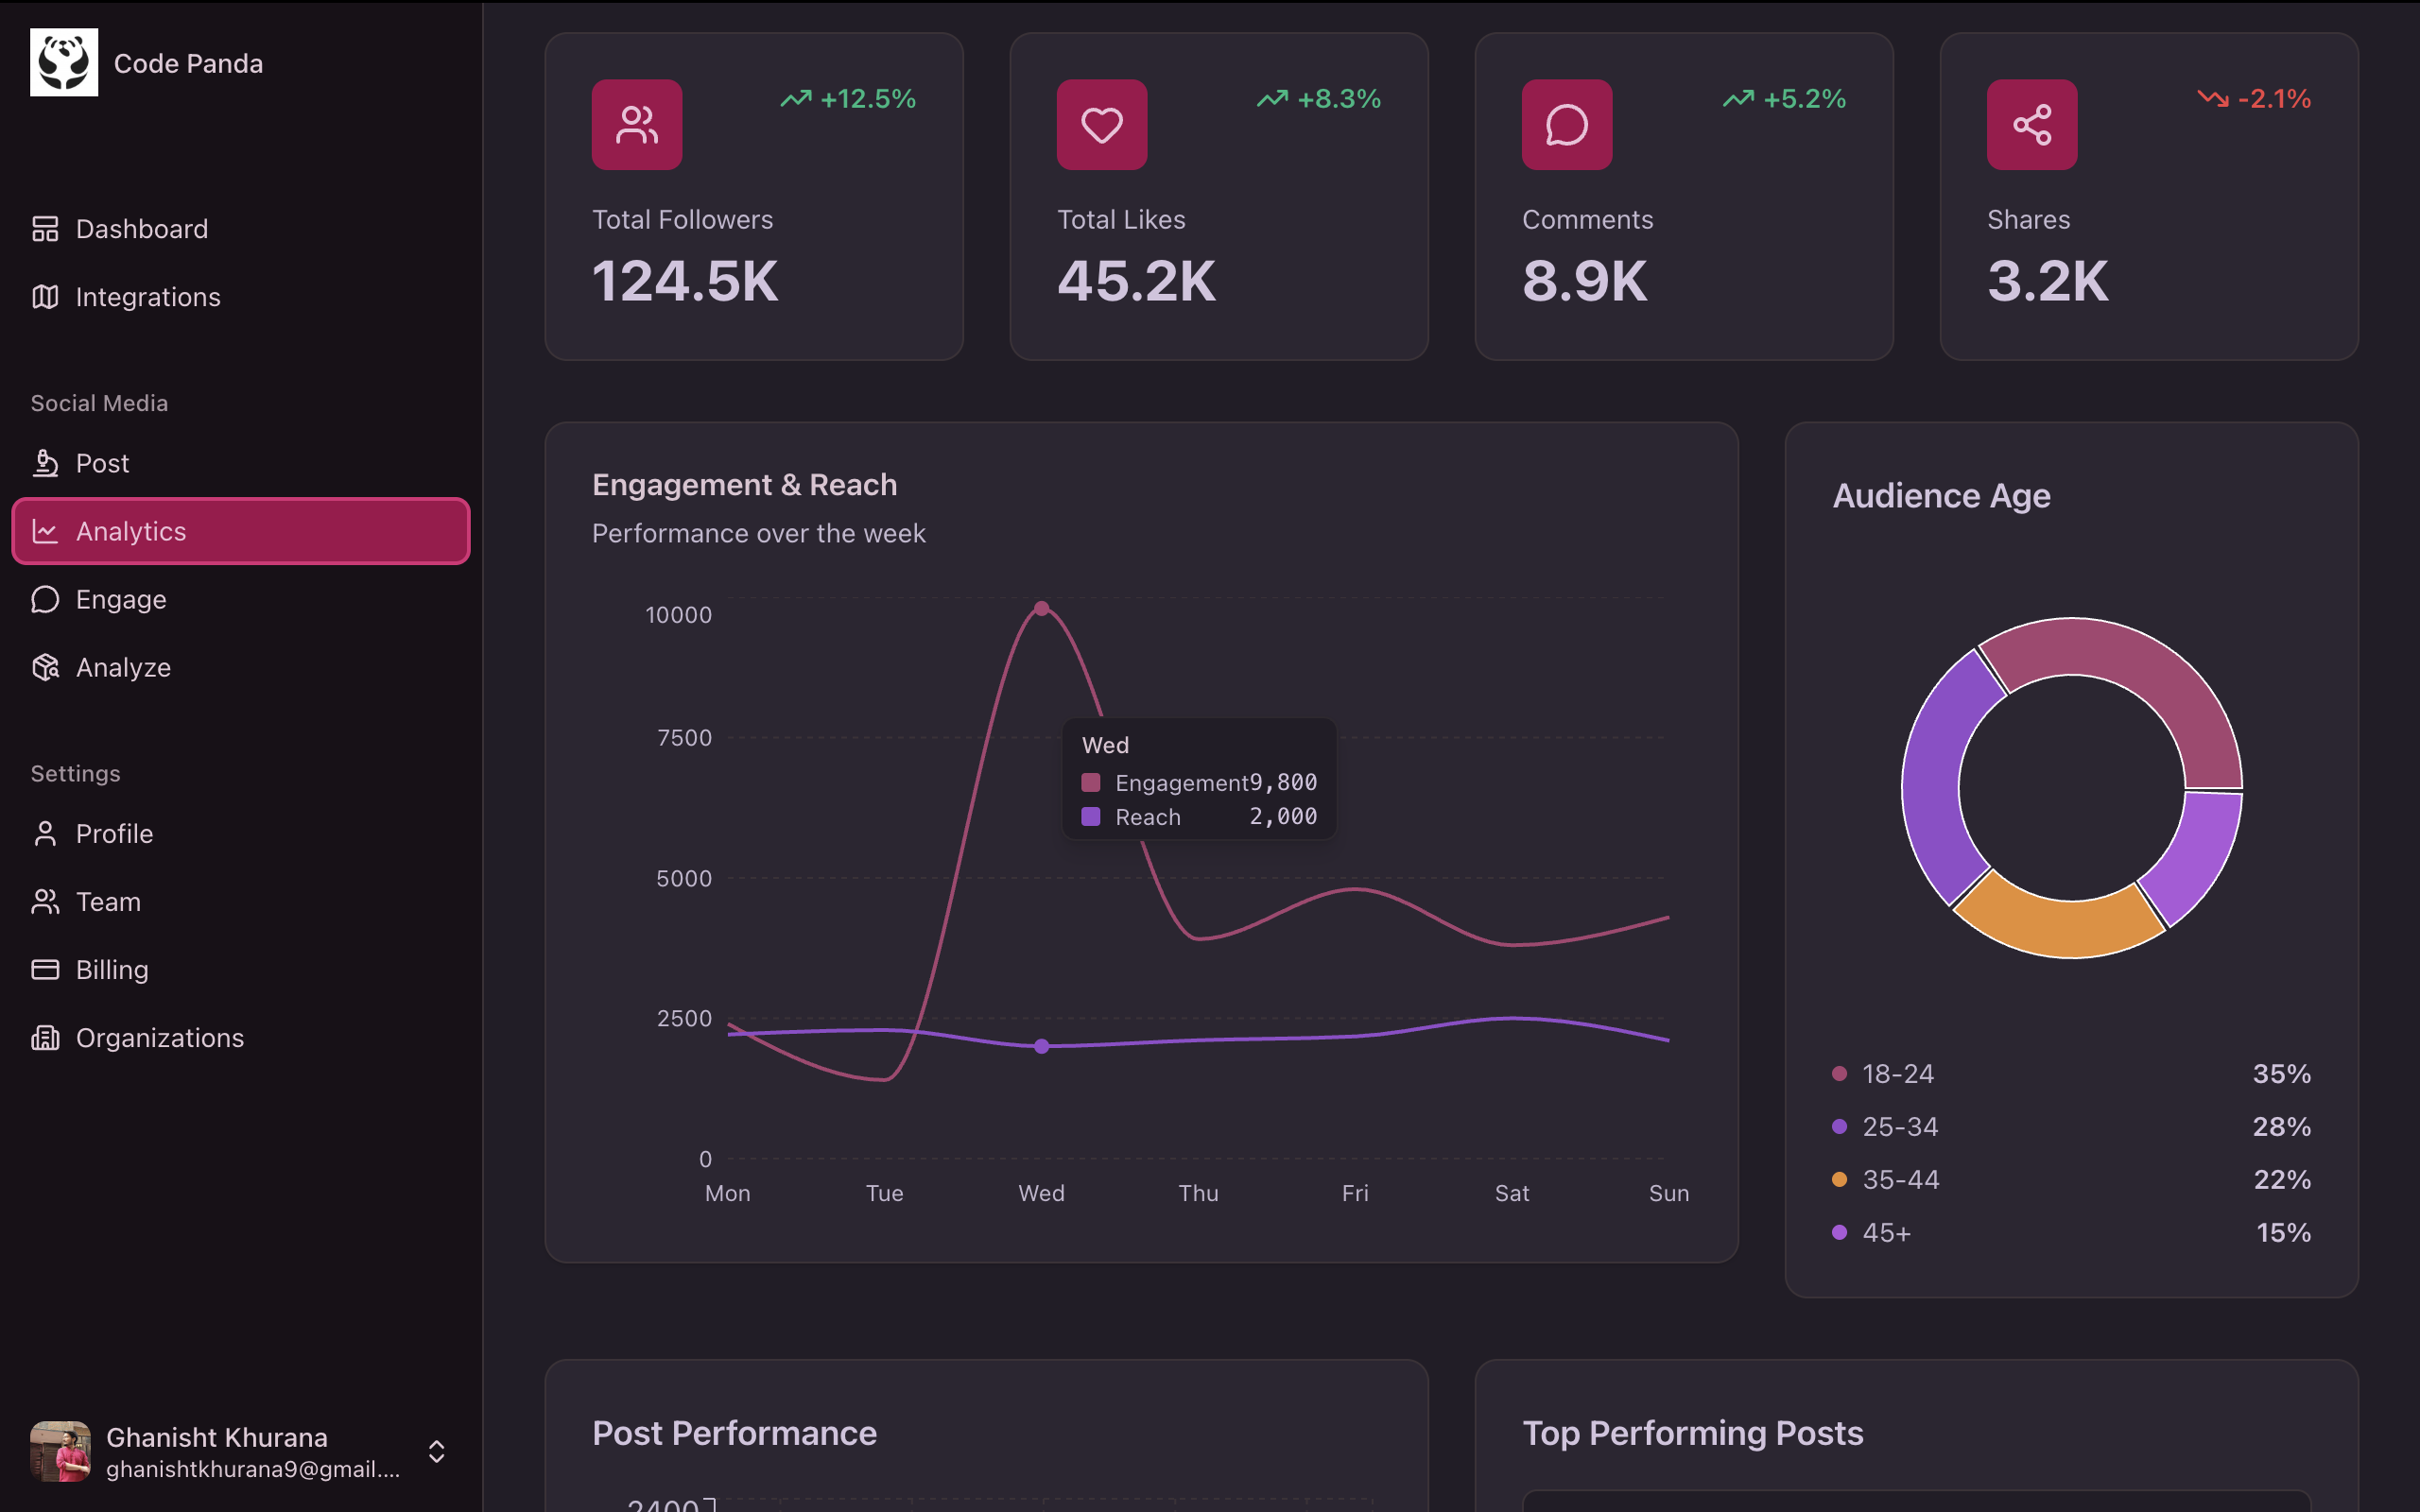 Code Panda
Dashboard
Integrations
Social Media
Post
Analytics
Engage
Analyze
Settings
Profile
Team
Billing
Organizations
Ghanisht Khurana
ghanishtkhurana9@gmail....
+12.5%
Total Followers
124.5K
+8.3%
Total Likes
45.2K
+5.2%
Comments
8.9K
-2.1%
Shares
3.2K
Engagement & Reach
Performance over the week
10000
7500
5000
2500
0
Mon Tue Wed Thu Fri Sat Sun
Wed
Engagement 9,800
Reach 2,000
Audience Age
18-24 35%
25-34 28%
35-44 22%
45+ 15%
Post Performance
2400
Top Performing Posts